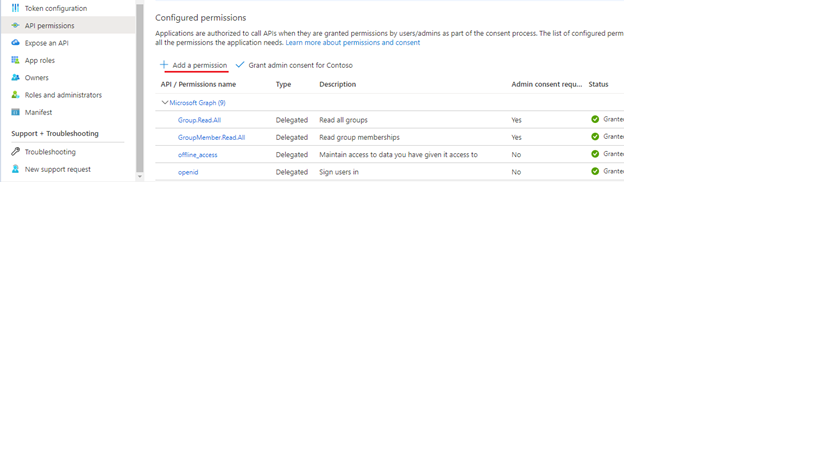 Token configuration
API permissions
Expose an API
App roles
Owners
Roles and administrators
Manifest
Support + Troubleshooting
Troubleshooting
New support request
Configured permissions
Applications are authorized to call APIs when they are granted permissions by users/admins as part of the consent process. The list of configured perm
all the permissions the application needs. Learn more about permissions and consent
Add a permission Grant admin consent for Contoso
API / Permissions name Type Description Admin consent requ... Status
Microsoft Graph (9)
Group.Read.All Delegated Read all groups Yes Grante
GroupMember.Read.All Delegated Read group memberships Yes Grante
offline_access Delegated Maintain access to data you have given it access to No Grante
openid Delegated Sign users in No Grante